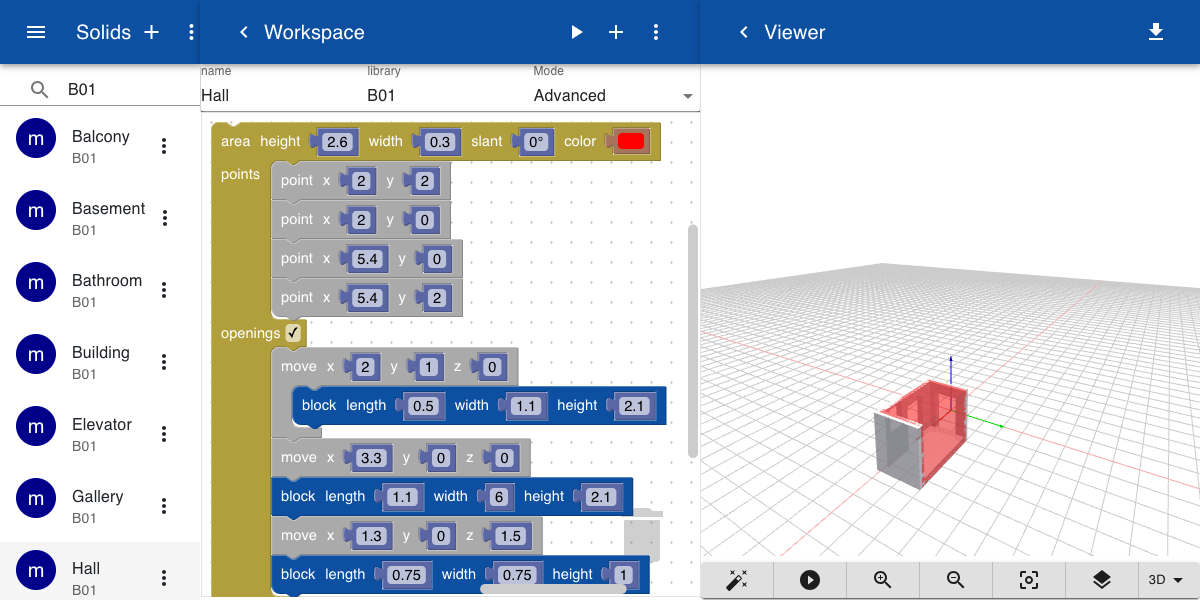 Solids
Workspace
Viewer
B01
name
library
Mode
Hall
B01
Advanced
m
Balcony
B01
m
Basement
B01
m
Bathroom
B01
m
Building
B01
m
Elevator
B01
m
Gallery
B01
m
Hall
B01
area height 2.6 width 0.3 slant 0° color
points
point x 2 y 2
point x 2 y 0
point x 5.4 y 0
point x 5.4 y 2
openings
move x 2 y 1 z 0
block length 0.5 width 1.1 height 2.1
move x 3.3 y 0 z 0
block length 1.1 width 6 height 2.1
move x 1.3 y 0 z 1.5
block length 0.75 width 0.75 height 1
3D